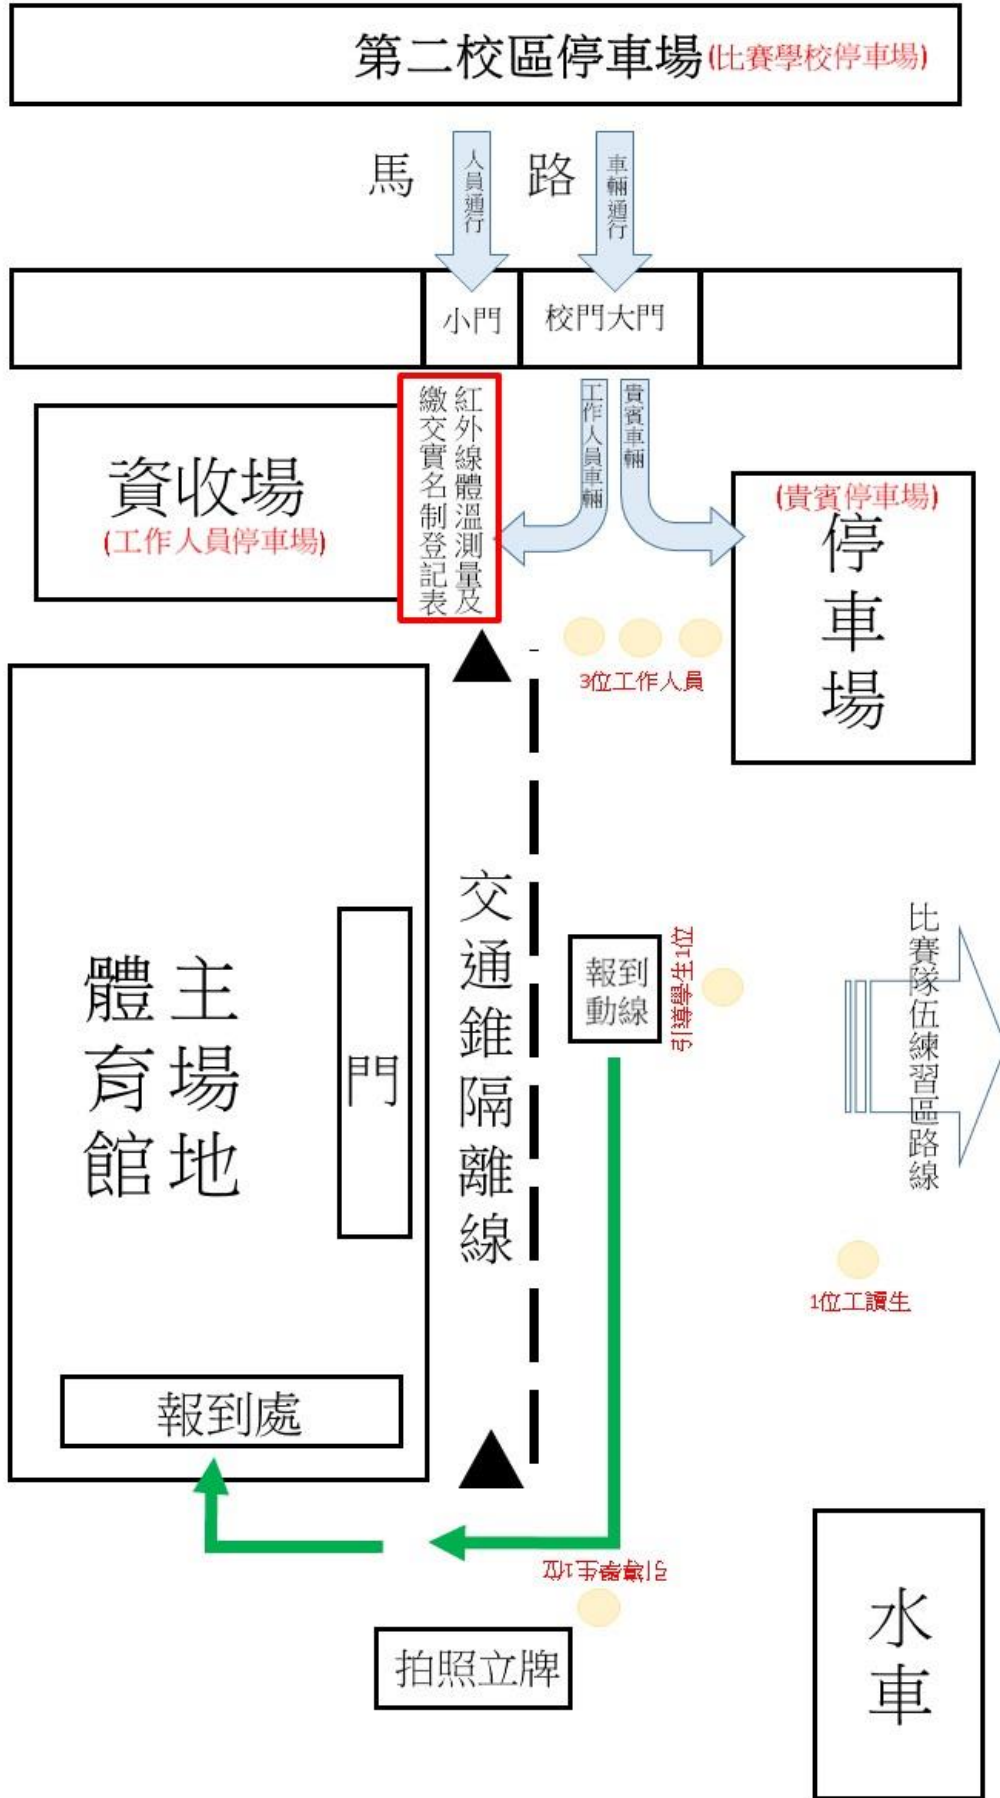 第二校區停車場(比賽學校停車場)
馬路
人員通行
車輛通行
小門
校門大門
紅外線體溫測量及
繳交實名制登記表
工作人員車輛
貴賓車輛
資收場
(工作人員停車場)
(貴賓停車場)
停車場
3位工作人員
主場地
體育館
門
交通錐隔離線
報到
動線
引導學生1位
比賽隊伍練習區路線
1位工讀生
報到處
引導學生1位
拍照立牌
水車